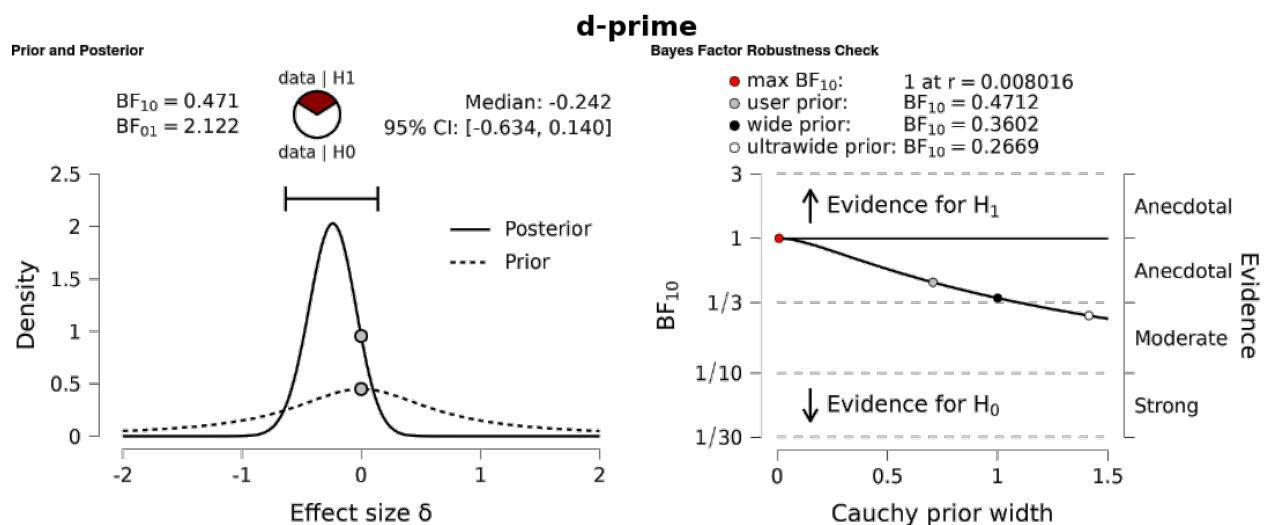 d-prime
Prior and Posterior
data | H1
BF₁₀ = 0.471
BF₀₁ = 2.122
Median: -0.242
95% CI: [-0.634, 0.140]
data | H0
2.5
2
1.5
1
0.5
0
Density
Posterior
Prior
-2
-1
0
1
2
Effect size δ
Bayes Factor Robustness Check
max BF₁₀: 1 at r = 0.008016
user prior: BF₁₀ = 0.4712
wide prior: BF₁₀ = 0.3602
ultrawide prior: BF₁₀ = 0.2669
3
1
1/3
1/10
1/30
BF₁₀
Evidence for H₁
Evidence for H₀
Anecdotal
Anecdotal
Moderate
Strong
Evidence
0
0.5
1
1.5
Cauchy prior width